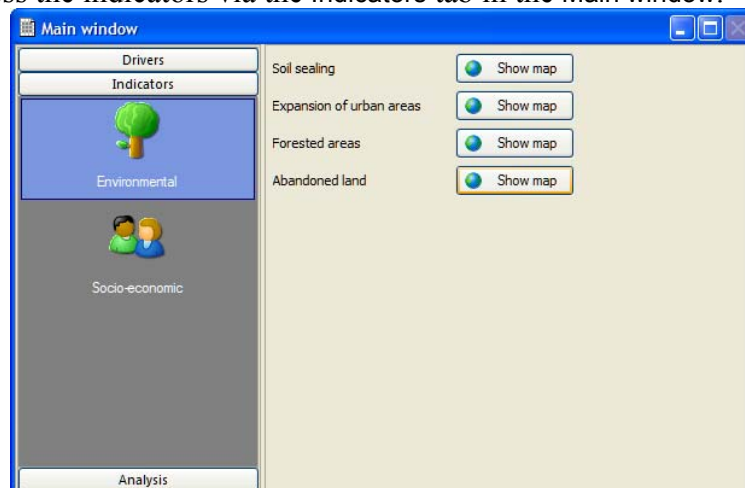 ss the indicators via the Indicators tab in the Main window.
Main window
Drivers
Indicators
Environmental
Socio-economic
Analysis
Soil sealing Show map
Expansion of urban areas Show map
Forested areas Show map
Abandoned land Show map